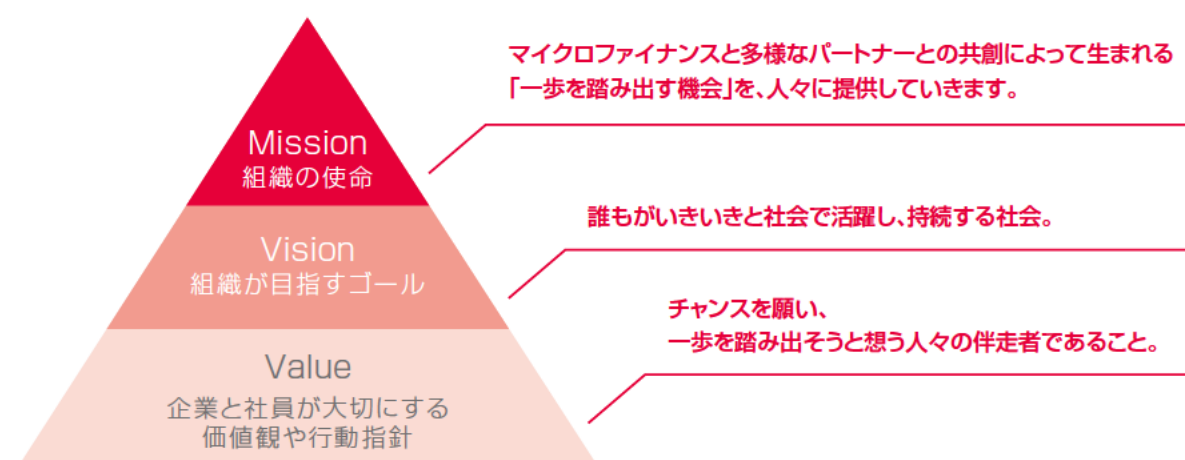 マイクロファイナンスと多様なパートナーとの共創によって生まれる
「一歩を踏み出す機会」を、人々に提供していきます。
Mission
組織の使命
誰もがいきいきと社会で活躍し、持続する社会。
Vision
組織が目指すゴール
チャンスを願い、
一歩を踏み出そうと想う人々の伴走者であること。
Value
企業と社員が大切にする
価値観や行動指針